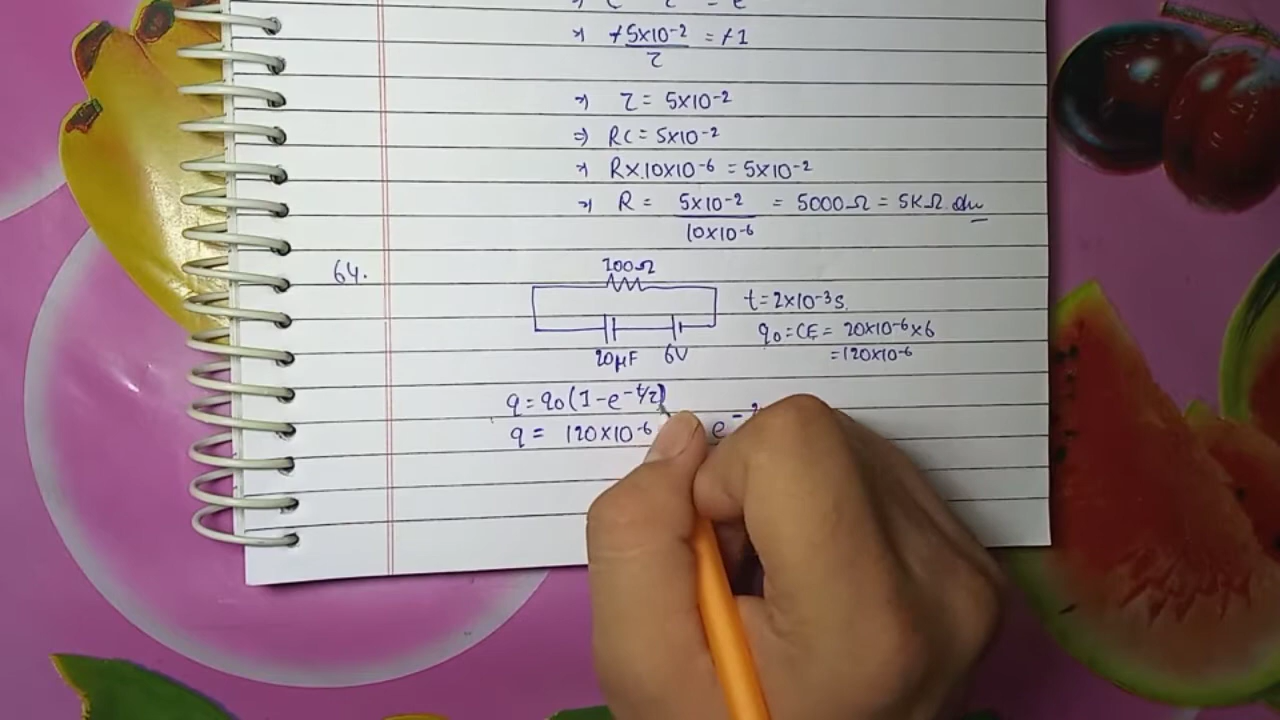 ⇒ +5×10-2 / τ = +1
⇒ τ = 5×10-2
⇒ RC = 5×10-2
⇒ R×10×10-6 = 5×10-2
⇒ R = 5×10-2 / 10×10-6 = 5000Ω = 5KΩ
64.
100Ω
20μF 6V
t = 2×10-3 s.
q0 = CE = 20×10-6×6
= 120×10-6
q = q0(1-e-t/τ)
q = 120×10-6 e-